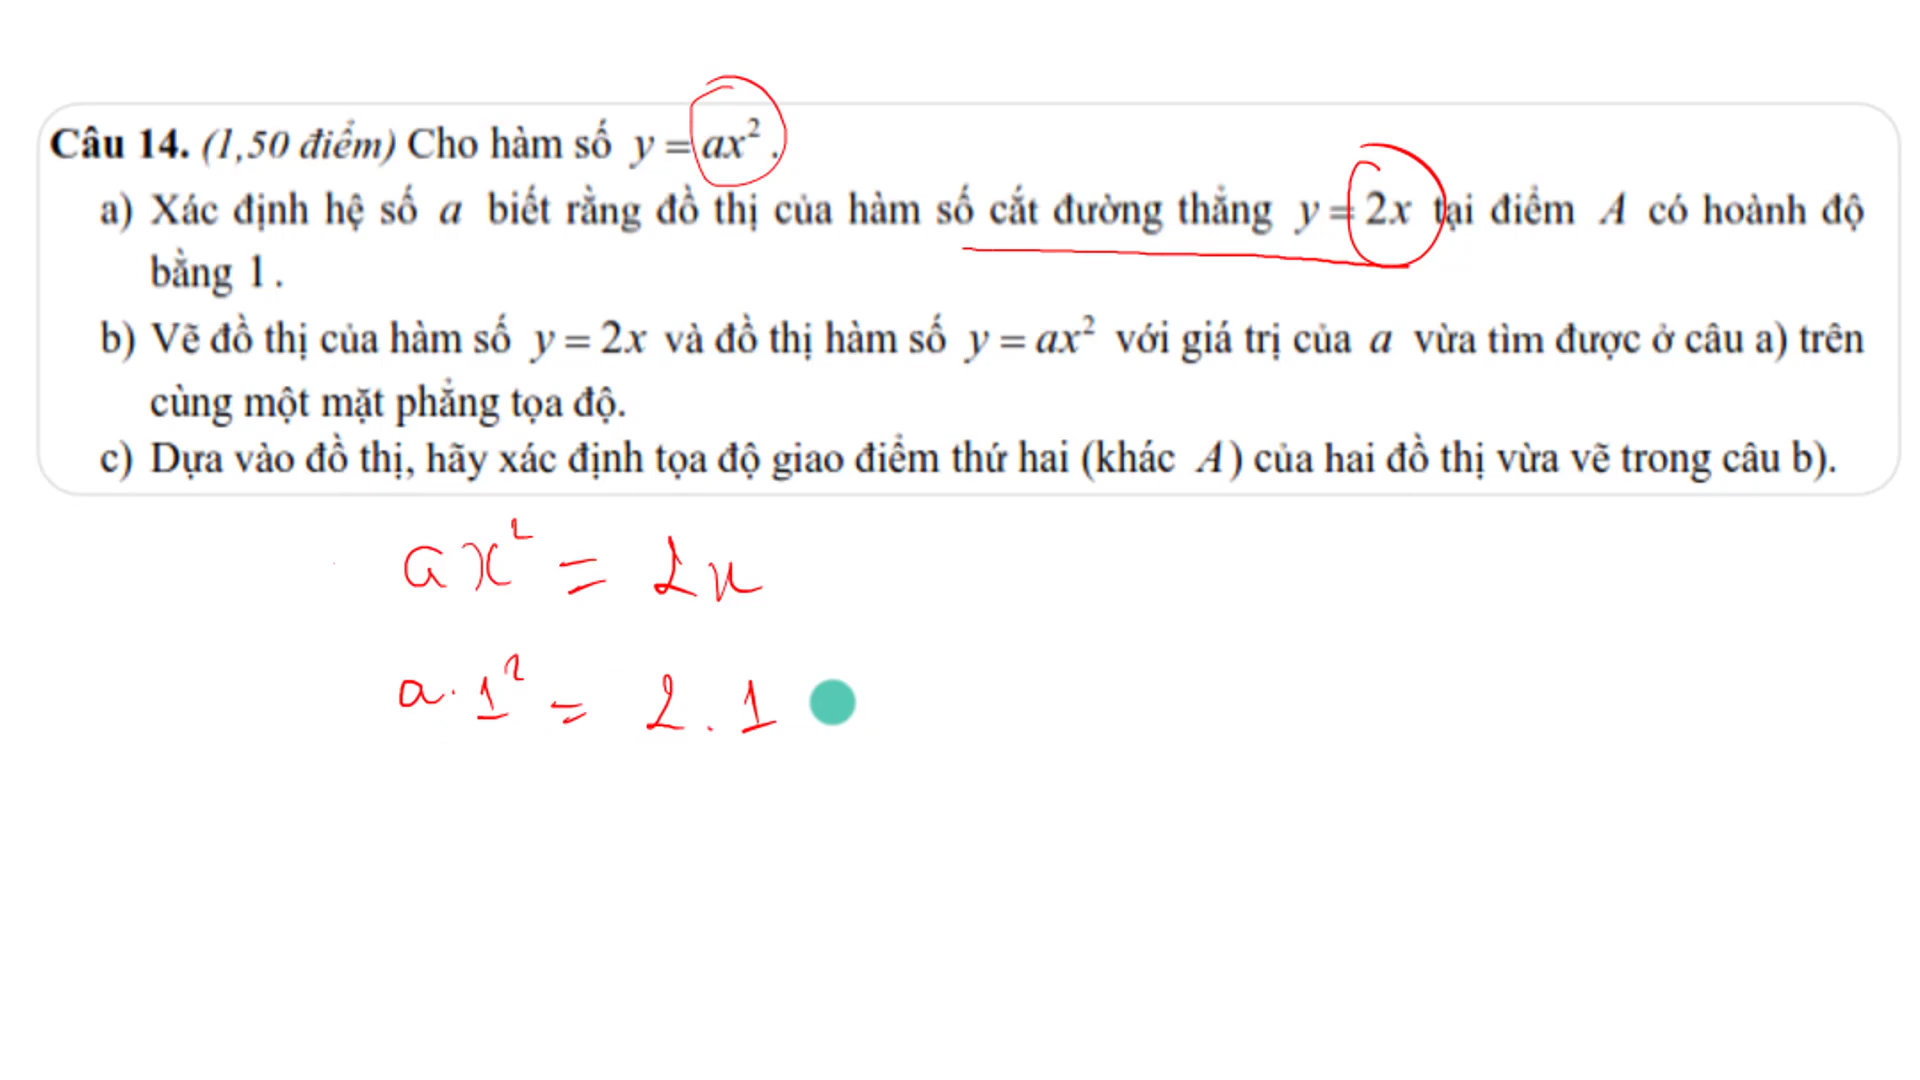 Câu 14. (1,50 điểm) Cho hàm số y = ax².
a) Xác định hệ số a biết rằng đồ thị của hàm số cắt đường thẳng y = 2x tại điểm A có hoành độ
bằng 1.
b) Vẽ đồ thị của hàm số y = 2x và đồ thị hàm số y = ax² với giá trị của a vừa tìm được ở câu a) trên
cùng một mặt phẳng tọa độ.
c) Dựa vào đồ thị, hãy xác định tọa độ giao điểm thứ hai (khác A) của hai đồ thị vừa vẽ trong câu b).
ax² = 2x
a . 1² = 2 . 1